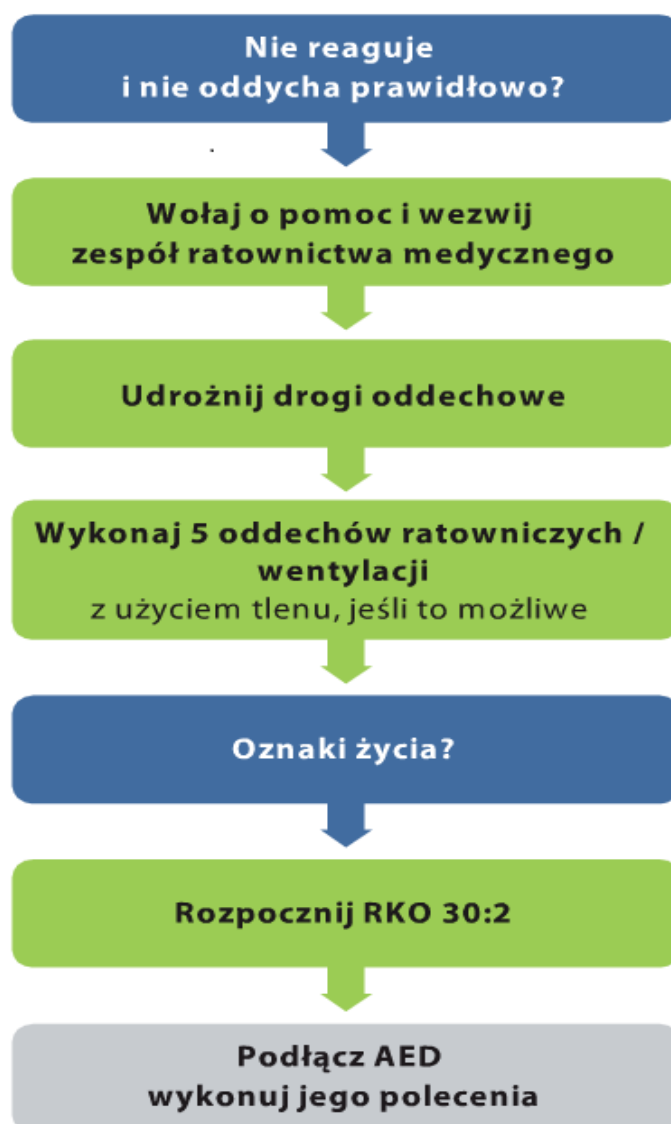 Nie reaguje
i nie oddycha prawidłowo?
Wołaj o pomoc i wezwij
zespół ratownictwa medycznego
Udrożnij drogi oddechowe
Wykonaj 5 oddechów ratowniczych /
wentylacji
z użyciem tlenu, jeśli to możliwe
Oznaki życia?
Rozpocznij RKO 30:2
Podłącz AED
wykonuj jego polecenia